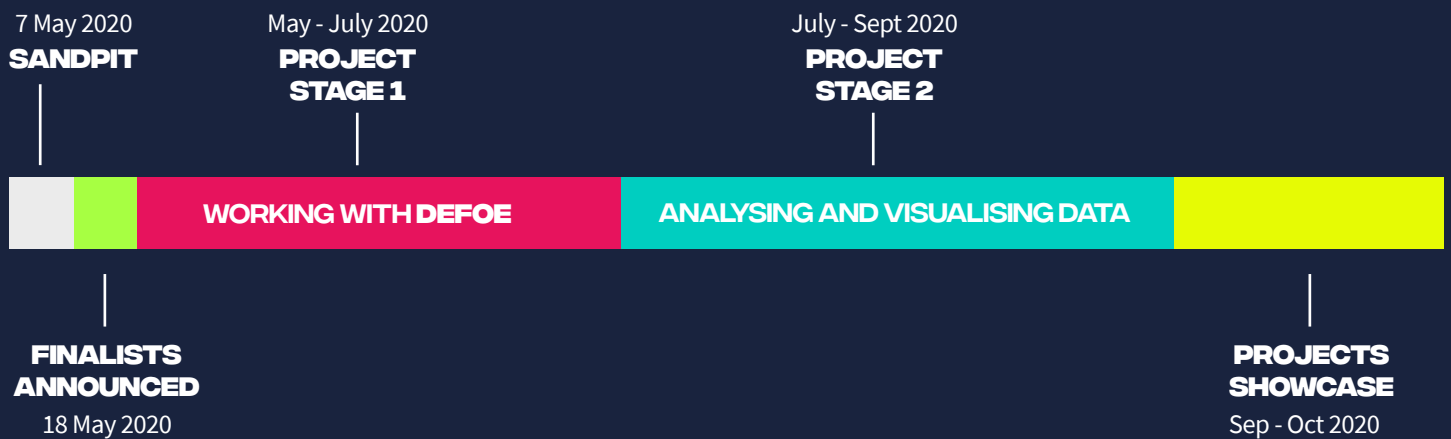 7 May 2020
SANDPIT
May - July 2020
PROJECT
STAGE 1
July - Sept 2020
PROJECT
STAGE 2
WORKING WITH DEFOE
ANALYSING AND VISUALISING DATA
FINALISTS
ANNOUNCED
18 May 2020
PROJECTS
SHOWCASE
Sep - Oct 2020